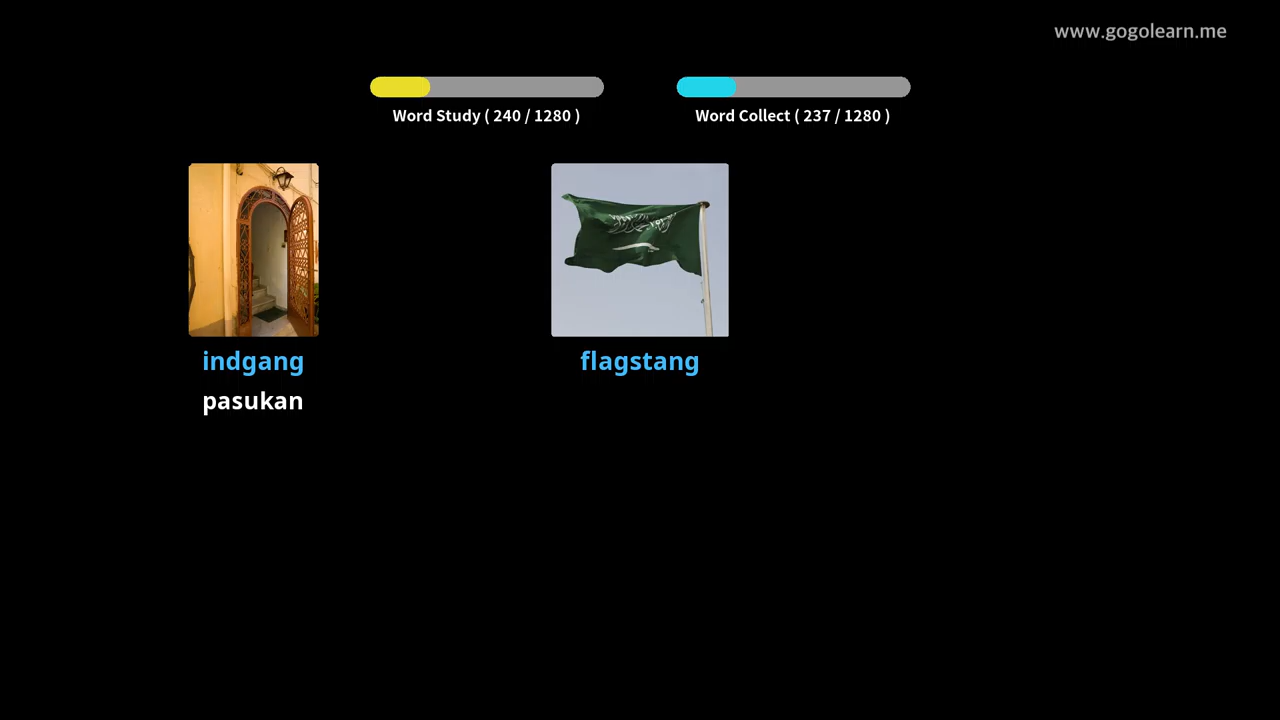 www.gogolearn.me
Word Study ( 240 / 1280 )
Word Collect ( 237 / 1280 )
indgang
pasukan
flagstang